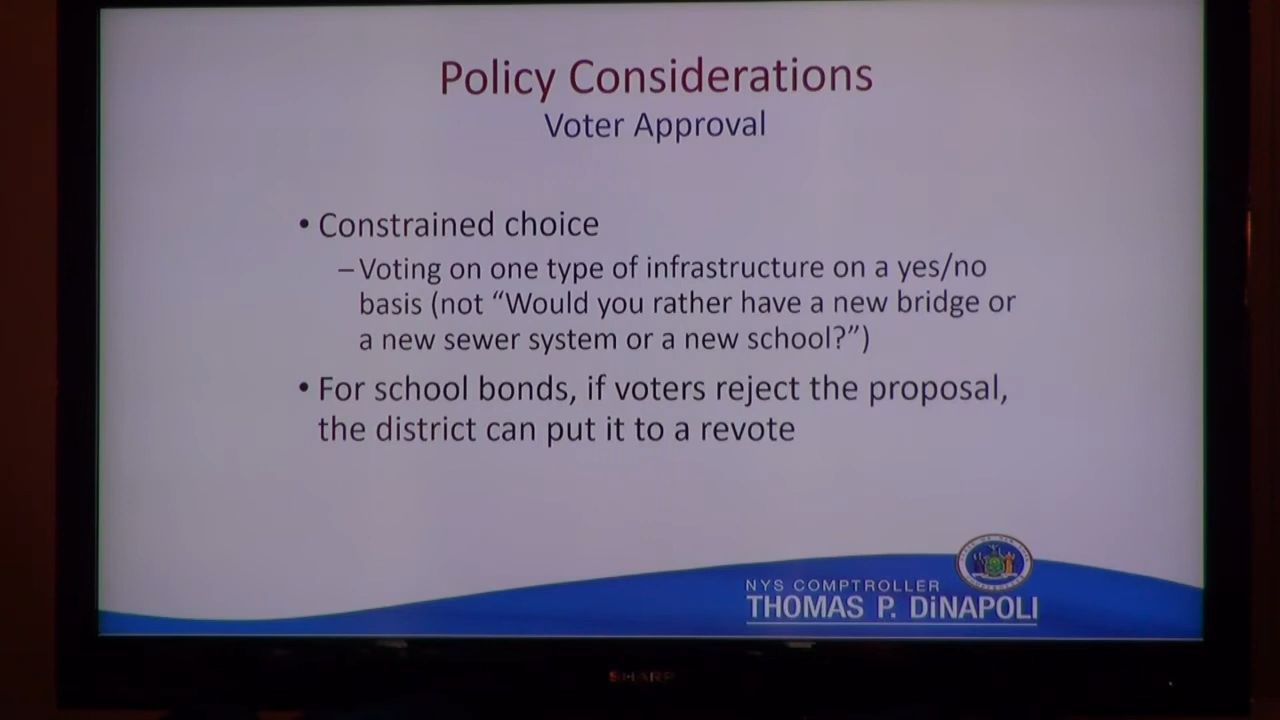 Policy Considerations
Voter Approval
• Constrained choice
–Voting on one type of infrastructure on a yes/no
basis (not “Would you rather have a new bridge or
a new sewer system or a new school?”)
• For school bonds, if voters reject the proposal,
the district can put it to a revote
NYS COMPTROLLER
THOMAS P. DiNAPOLI
SHARP